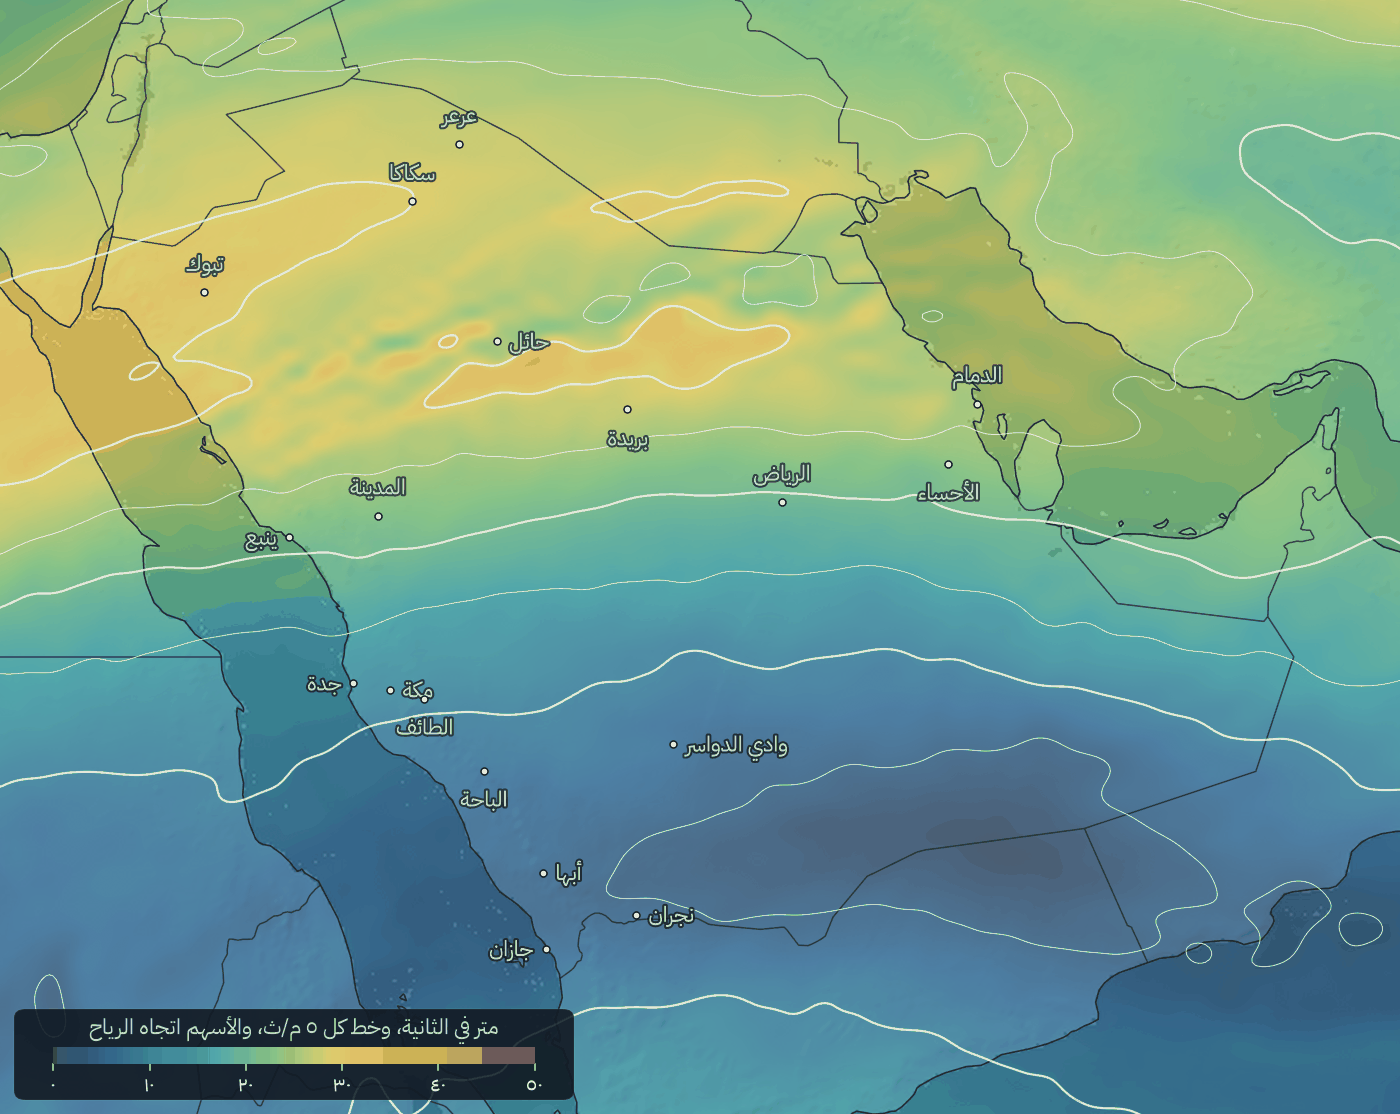 عرعر
سكاكا
تبوك
حائل
الدمام
بريدة
الرياض
الأحساء
المدينة
ينبع
جدة
مكة
الطائف
وادي الدواسر
الباحة
أبها
نجران
جازان
متر في الثانية، وخط كل ٥ م/ث، والأسهم اتجاه الرياح
٠ ١٠ ٢٠ ٣٠ ٤٠ ٥٠